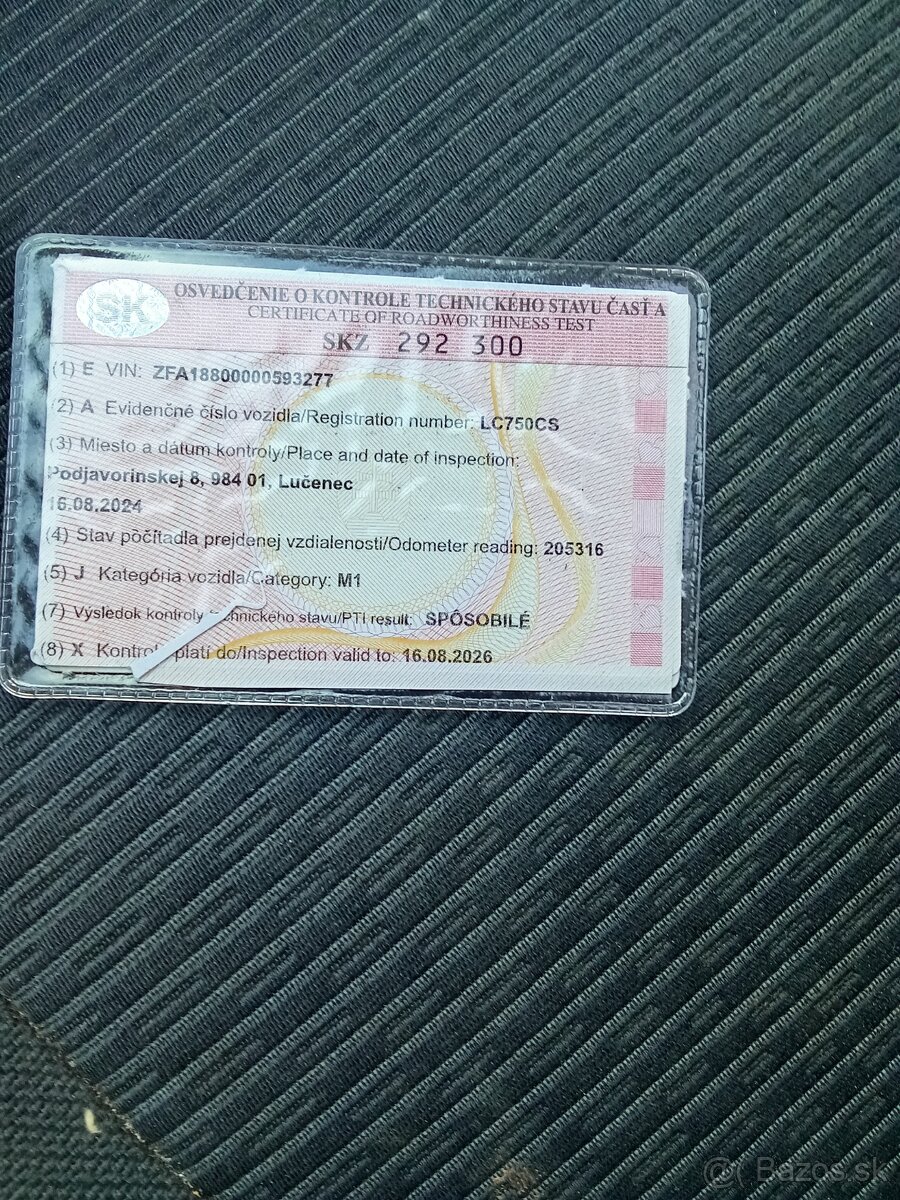 SK
OSVEDČENIE O KONTROLE TECHNICKÉHO STAVU ČASŤ A
CERTIFICATE OF ROADWORTHINESS TEST
SKZ 292 300
(1) E VIN: ZFA18800000593277
(2) A Evidenčné číslo vozidla/Registration number: LC750CS
(3) Miesto a dátum kontroly/Place and date of inspection:
Podjavorinskej 8, 984 01, Lučenec
16.08.2024
(4) Stav počítadla prejdenej vzdialenosti/Odometer reading: 205316
(5) J Kategória vozidla/Category: M1
(7) Výsledok kontroly technického stavu/PTI result: SPÔSOBILÉ
(8) X Kontrola platí do/Inspection valid to: 16.08.2026
Bazos.sk